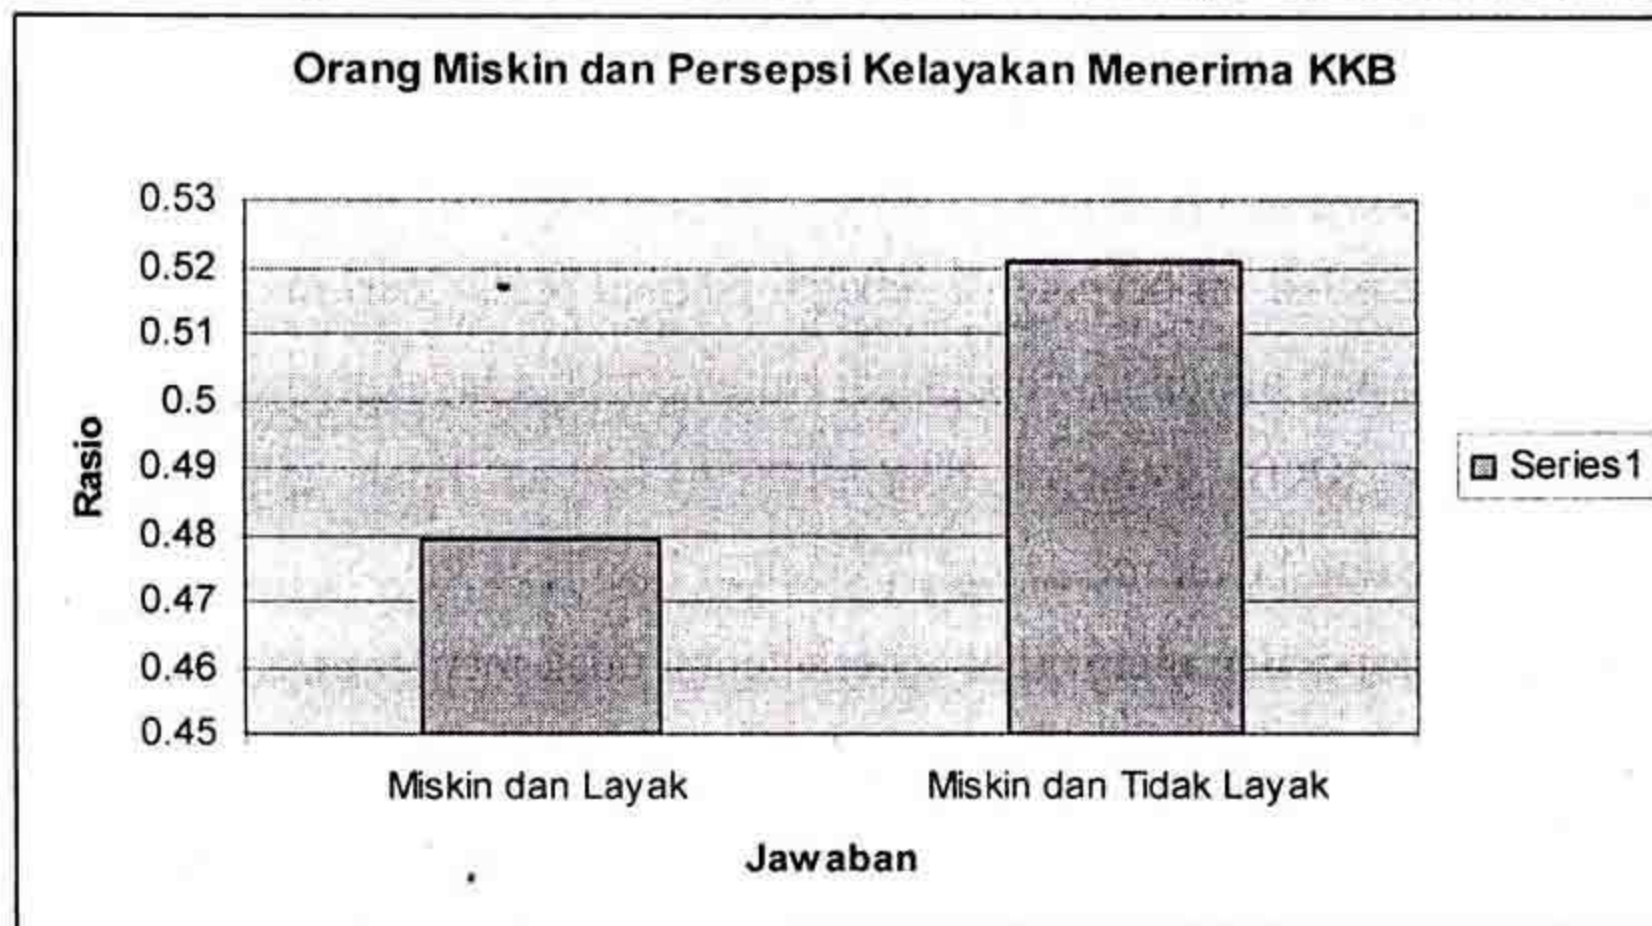 Orang Miskin dan Persepsi Kelayakan Menerima KKB
0.53
0.52
0.51
0.5
0.49
0.48
0.47
0.46
0.45
Rasio
Miskin dan Layak
Miskin dan Tidak Layak
Jawaban
Series1